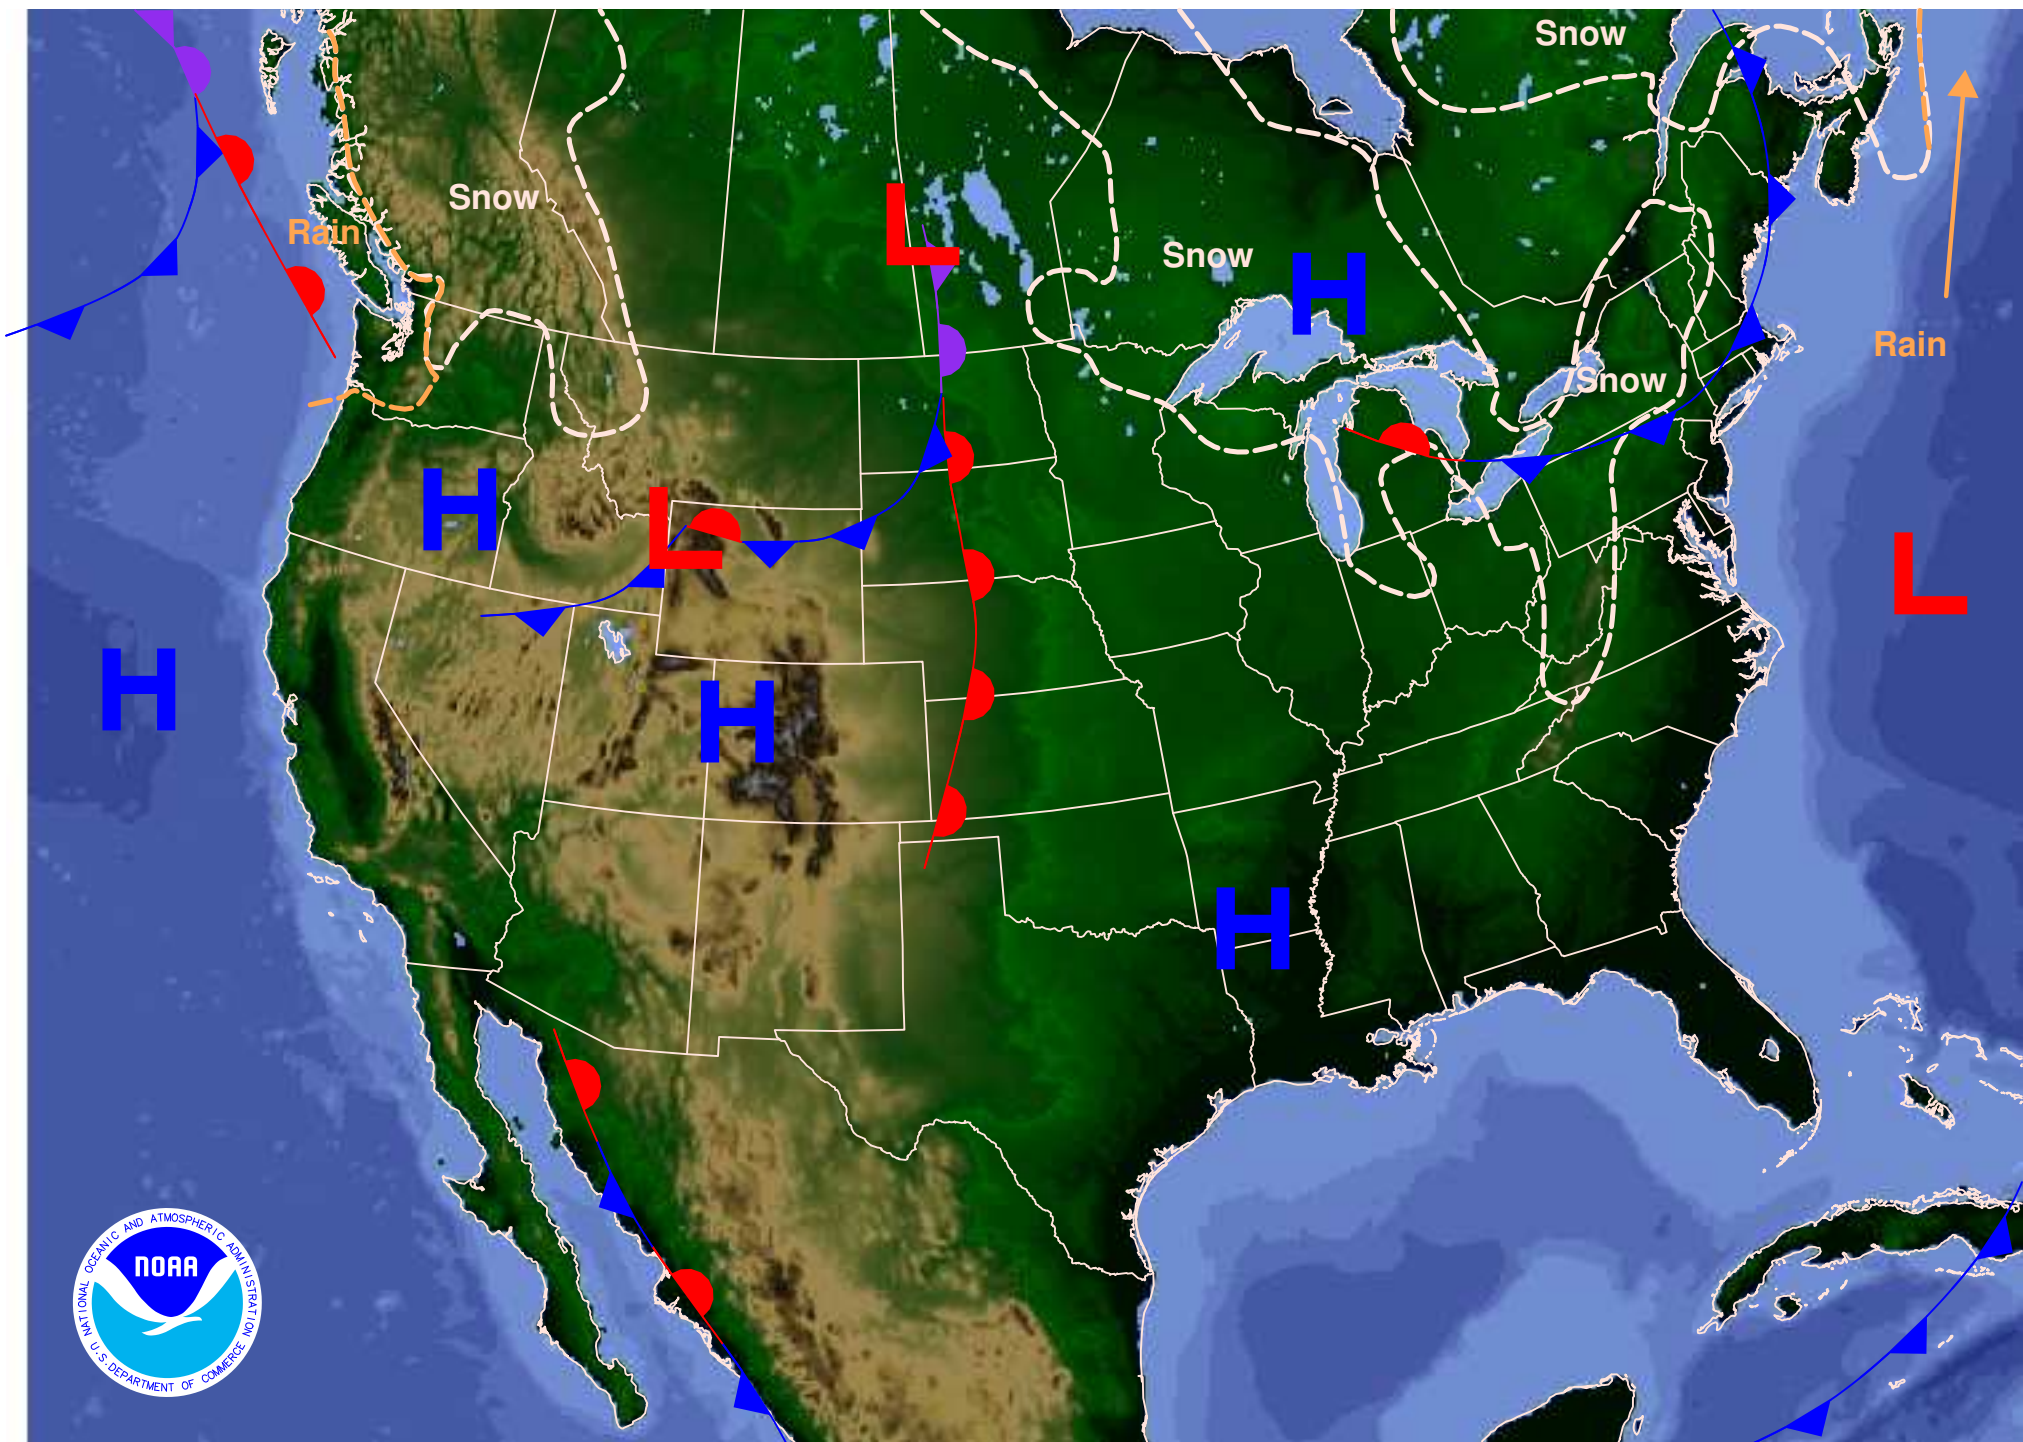 Snow
Snow
L
Rain
Snow
H
Rain
Snow
H
L
L
H
H
H
NATIONAL OCEANIC AND ATMOSPHERIC ADMINISTRATION
NOAA
U.S. DEPARTMENT OF COMMERCE